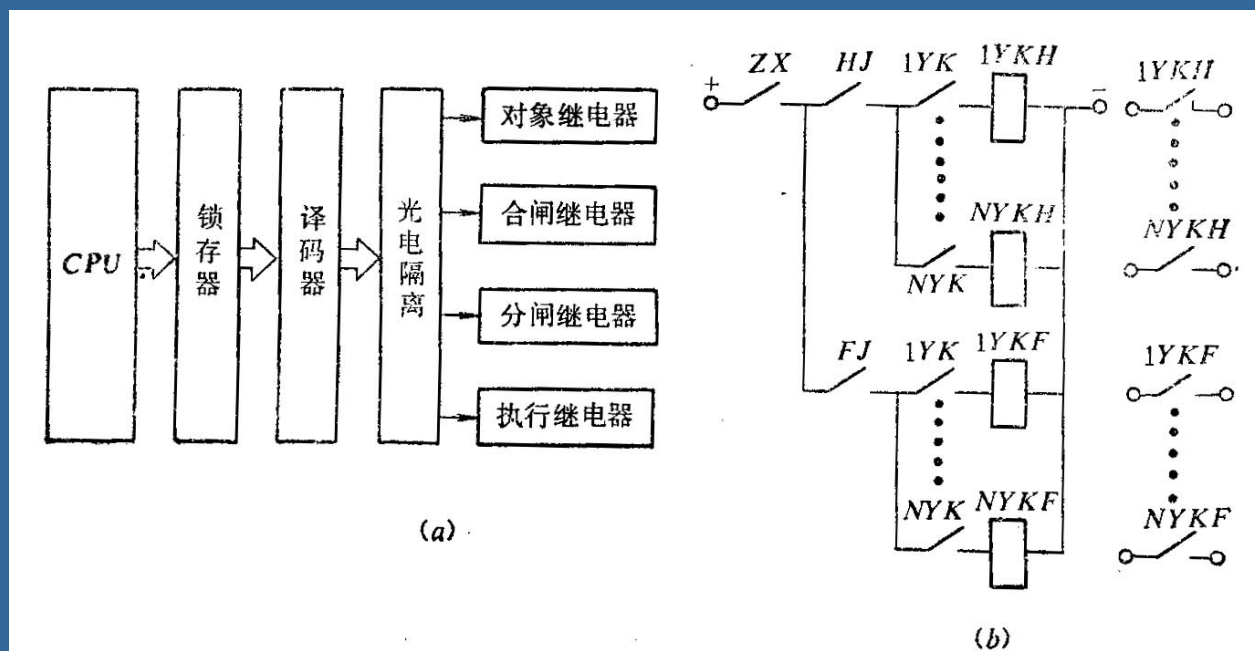 CPU
锁存器
译码器
光电隔离
对象继电器
合闸继电器
分闸继电器
执行继电器
(a)
ZX HJ 1YK 1YKH
+ −
NYK NYKH
FJ 1YK 1YKF
NYK NYKF
1YKH
NYKH
1YKF
NYKF
(b)